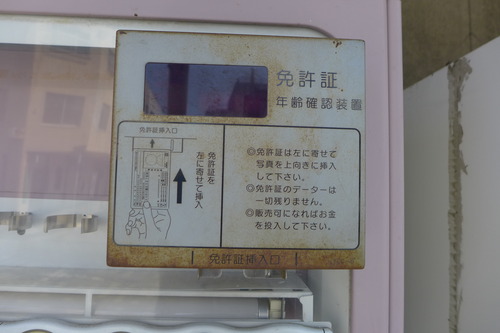 免許証
年齢確認装置
免許証挿入口
免許証を
左に寄せて挿入
◎免許証は左に寄せて
写真を上向きに挿入
して下さい。
◎免許証のデーターは
一切残りません。
◎販売可になればお金
を投入して下さい。
免許証挿入口